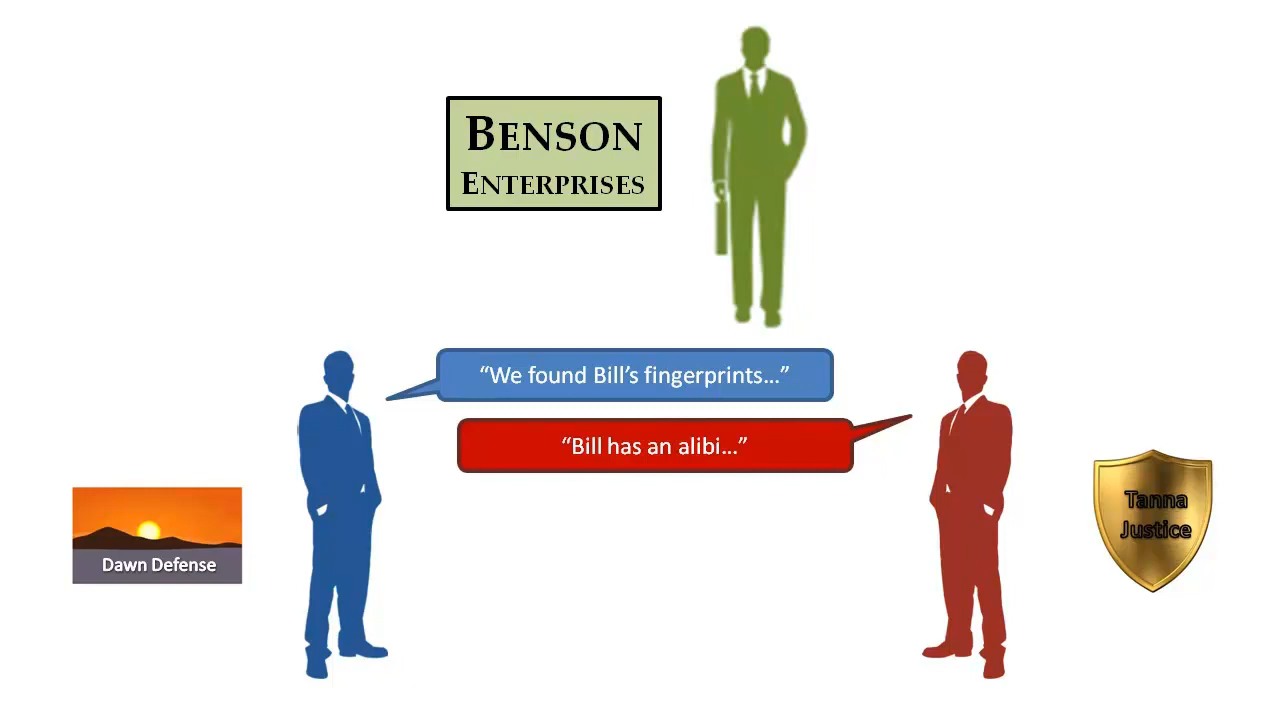 BENSON
ENTERPRISES
“We found Bill’s fingerprints…”
“Bill has an alibi…”
Tanna
Justice
Dawn Defense